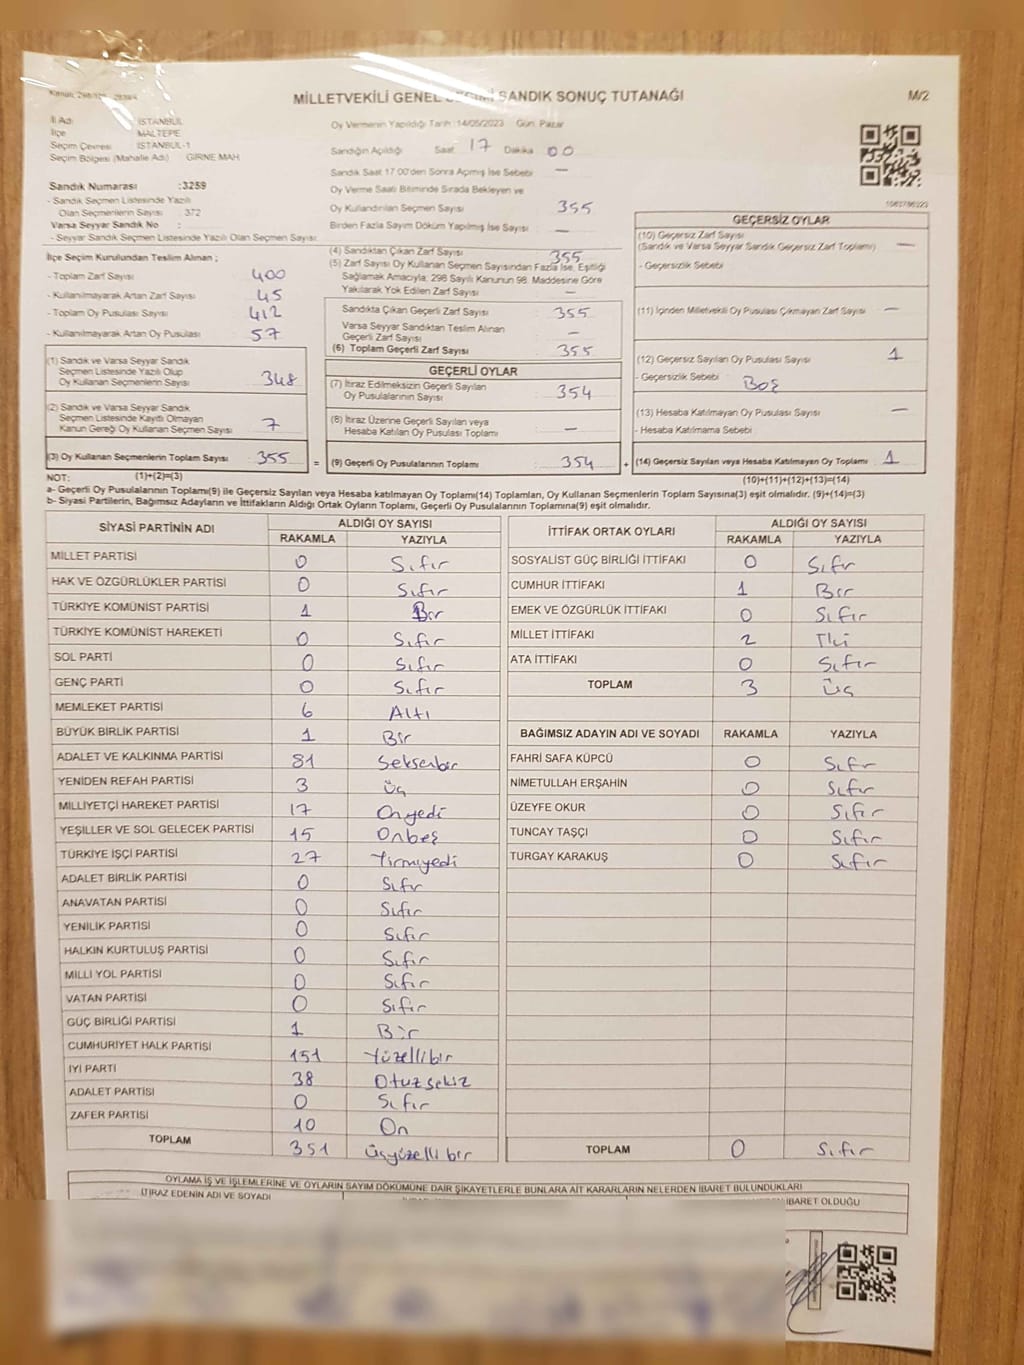 MİLLETVEKİLİ GENEL SEÇİMİ SANDIK SONUÇ TUTANAĞI
M/2
İl Adı : İSTANBUL
İlçe : MALTEPE
Seçim Çevresi : İSTANBUL-1
Seçim Bölgesi (Mahalle Adı) : GİRNE MAH
Oy Vermenin Yapıldığı Tarih :14/05/2023 Gün: Pazar
Sandığın Açıldığı Saat: 17 Dakika 00
Sandık Saat 17.00'den Sonra Açılmış İse Sebebi —
Oy Verme Saati Bitiminde Sırada Bekleyen ve
Oy Kullandırılan Seçmen Sayısı 355
Birden Fazla Sayım Döküm Yapılmış İse Sayısı —
Sandık Numarası :3259
- Sandık Seçmen Listesinde Yazılı
Olan Seçmenlerin Sayısı : 372
Varsa Seyyar Sandık No :
- Seyyar Sandık Seçmen Listesinde Yazılı Olan Seçmen Sayısı:
İlçe Seçim Kurulundan Teslim Alınan ;
- Toplam Zarf Sayısı 400
- Kullanılmayarak Artan Zarf Sayısı 45
- Toplam Oy Pusulası Sayısı 412
- Kullanılmayarak Artan Oy Pusulası 57
(1) Sandık ve Varsa Seyyar Sandık
Seçmen Listesinde Yazılı Olup
Oy Kullanan Seçmenlerin Sayısı 348
(2) Sandık ve Varsa Seyyar Sandık
Seçmen Listesinde Kayıtlı Olmayan
Kanun Gereği Oy Kullanan Seçmen Sayısı 7
(3) Oy Kullanan Seçmenlerin Toplam Sayısı 355
(4) Sandıktan Çıkan Zarf Sayısı 355
(5) Zarf Sayısı Oy Kullanan Seçmen Sayısından Fazla İse, Eşitliği
Sağlamak Amacıyla, 298 Sayılı Kanunun 98. Maddesine Göre
Yakılarak Yok Edilen Zarf Sayısı —
Sandıkta Çıkan Geçerli Zarf Sayısı 355
Varsa Seyyar Sandıktan Teslim Alınan
Geçerli Zarf Sayısı —
(6) Toplam Geçerli Zarf Sayısı 355
GEÇERLİ OYLAR
(7) İtiraz Edilmeksizin Geçerli Sayılan
Oy Pusulalarının Sayısı 354
(8) İtiraz Üzerine Geçerli Sayılan veya
Hesaba Katılan Oy Pusulası Toplamı —
= (9) Geçerli Oy Pusulalarının Toplamı 354
GEÇERSİZ OYLAR
(10) Geçersiz Zarf Sayısı
(Sandık ve Varsa Seyyar Sandık Geçersiz Zarf Toplamı) —
- Geçersizlik Sebebi
(11) İçinden Milletvekili Oy Pusulası Çıkmayan Zarf Sayısı —
(12) Geçersiz Sayılan Oy Pusulası Sayısı 1
- Geçersizlik Sebebi Boş
(13) Hesaba Katılmayan Oy Pusulası Sayısı —
- Hesaba Katılmama Sebebi
+ (14) Geçersiz Sayılan veya Hesaba Katılmayan Oy Toplamı 1
NOT: (1)+(2)=(3) (10)+(11)+(12)+(13)=(14)
a- Geçerli Oy Pusulalarının Toplamı(9) ile Geçersiz Sayılan veya Hesaba katılmayan Oy Toplamı(14) Toplamları, Oy Kullanan Seçmenlerin Toplam Sayısına(3) eşit olmalıdır. (9)+(14)=(3)
b- Siyasi Partilerin, Bağımsız Adayların ve İttifakların Aldığı Ortak Oyların Toplamı, Geçerli Oy Pusulalarının Toplamına(9) eşit olmalıdır.
SİYASİ PARTİNİN ADI ALDIĞI OY SAYISI
RAKAMLA YAZIYLA
MİLLET PARTİSİ 0 Sıfır
HAK VE ÖZGÜRLÜKLER PARTİSİ 0 Sıfır
TÜRKİYE KOMÜNİST PARTİSİ 1 Bir
TÜRKİYE KOMÜNİST HAREKETİ 0 Sıfır
SOL PARTİ 0 Sıfır
GENÇ PARTİ 0 Sıfır
MEMLEKET PARTİSİ 6 Altı
BÜYÜK BİRLİK PARTİSİ 1 Bir
ADALET VE KALKINMA PARTİSİ 81 Seksenbir
YENİDEN REFAH PARTİSİ 3 Üç
MİLLİYETÇİ HAREKET PARTİSİ 17 Onyedi
YEŞİLLER VE SOL GELECEK PARTİSİ 15 Onbeş
TÜRKİYE İŞÇİ PARTİSİ 27 Yirmiyedi
ADALET BİRLİK PARTİSİ 0 Sıfır
ANAVATAN PARTİSİ 0 Sıfır
YENİLİK PARTİSİ 0 Sıfır
HALKIN KURTULUŞ PARTİSİ 0 Sıfır
MİLLİ YOL PARTİSİ 0 Sıfır
VATAN PARTİSİ 0 Sıfır
GÜÇ BİRLİĞİ PARTİSİ 1 Bir
CUMHURİYET HALK PARTİSİ 151 Yüzellibir
İYİ PARTİ 38 Otuzsekiz
ADALET PARTİSİ 0 Sıfır
ZAFER PARTİSİ 10 On
TOPLAM 351 üçyüzellibir
İTTİFAK ORTAK OYLARI ALDIĞI OY SAYISI
RAKAMLA YAZIYLA
SOSYALİST GÜÇ BİRLİĞİ İTTİFAKI 0 Sıfır
CUMHUR İTTİFAKI 1 Bir
EMEK VE ÖZGÜRLÜK İTTİFAKI 0 Sıfır
MİLLET İTTİFAKI 2 İki
ATA İTTİFAKI 0 Sıfır
TOPLAM 3 üç
BAĞIMSIZ ADAYIN ADI VE SOYADI RAKAMLA YAZIYLA
FAHRİ SAFA KÜPCÜ 0 Sıfır
NİMETULLAH ERŞAHİN 0 Sıfır
ÜZEYFE OKUR 0 Sıfır
TUNCAY TAŞÇI 0 Sıfır
TURGAY KARAKUŞ 0 Sıfır
TOPLAM 0 Sıfır
OYLAMA İŞ VE İŞLEMLERİNE VE OYLARIN SAYIM DÖKÜMÜNE DAİR ŞİKAYETLERLE BUNLARA AİT KARARLARIN NELERDEN İBARET BULUNDUKLARI
İTİRAZ EDENİN ADI VE SOYADI
İBARET OLDUĞU